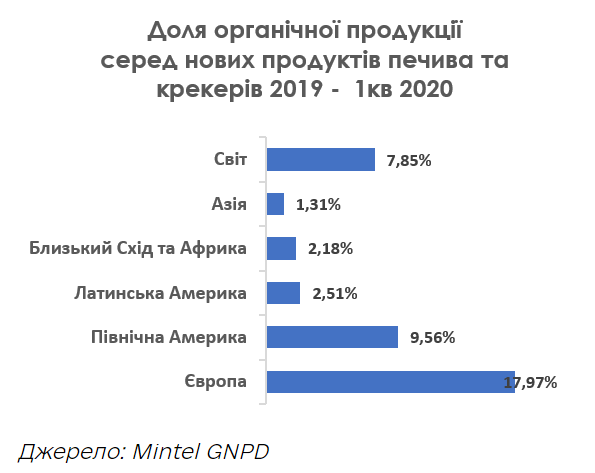 Доля органічної продукції
серед нових продуктів печива та
крекерів 2019 - 1кв 2020
Світ 7,85%
Азія 1,31%
Близький Схід та Африка 2,18%
Латинська Америка 2,51%
Північна Америка 9,56%
Європа 17,97%
Джерело: Mintel GNPD